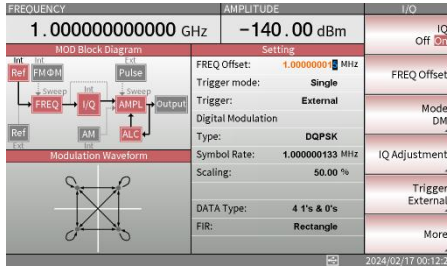 FREQUENCY
AMPLITUDE
I/Q
1.000000000000 GHz
-140.00 dBm
IQ
Off On
MOD Block Diagram
Setting
Int
Int
Ext
Ref
FMΦM
Pulse
Sweep
Int
Sweep
FREQ
I/Q
AMPL
Output
Ref
AM
ALC
Ext
Int
Modulation Waveform
FREQ Offset: MHz
Trigger mode: Single
Trigger: External
Digital Modulation
Type: DQPSK
Symbol Rate: 1.000000133 MHz
Scaling: 50.00 %
DATA Type: 4 1's & 0's
FIR: Rectangle
FREQ Offset
Mode
DM
IQ Adjustment
Trigger
External
More
2024/02/17 00:12:2